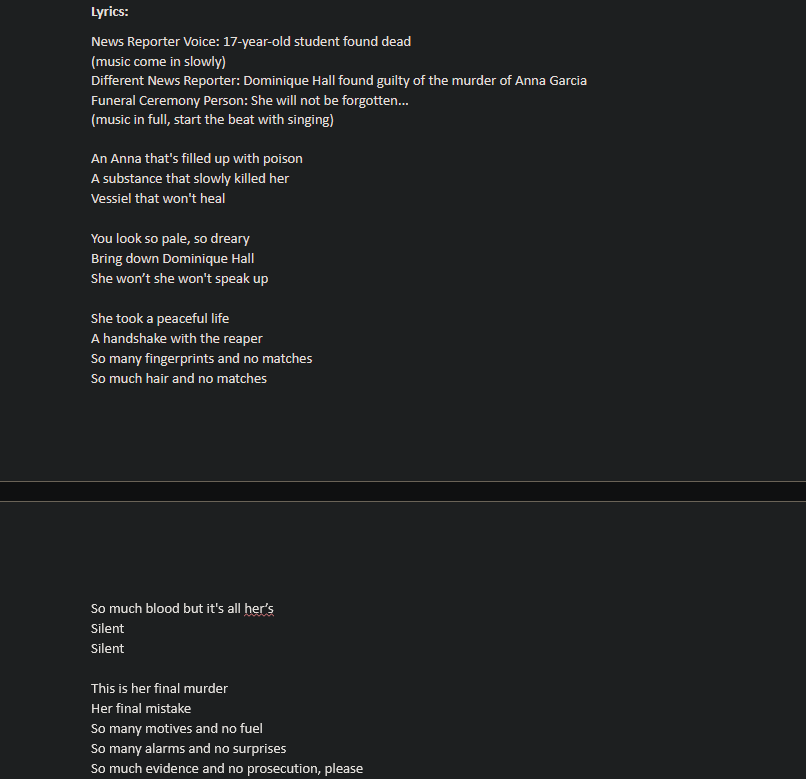 Lyrics:
News Reporter Voice: 17-year-old student found dead
(music come in slowly)
Different News Reporter: Dominique Hall found guilty of the murder of Anna Garcia
Funeral Ceremony Person: She will not be forgotten...
(music in full, start the beat with singing)
An Anna that's filled up with poison
A substance that slowly killed her
Vessiel that won't heal
You look so pale, so dreary
Bring down Dominique Hall
She won’t she won't speak up
She took a peaceful life
A handshake with the reaper
So many fingerprints and no matches
So much hair and no matches
So much blood but it's all her’s
Silent
Silent
This is her final murder
Her final mistake
So many motives and no fuel
So many alarms and no surprises
So much evidence and no prosecution, please